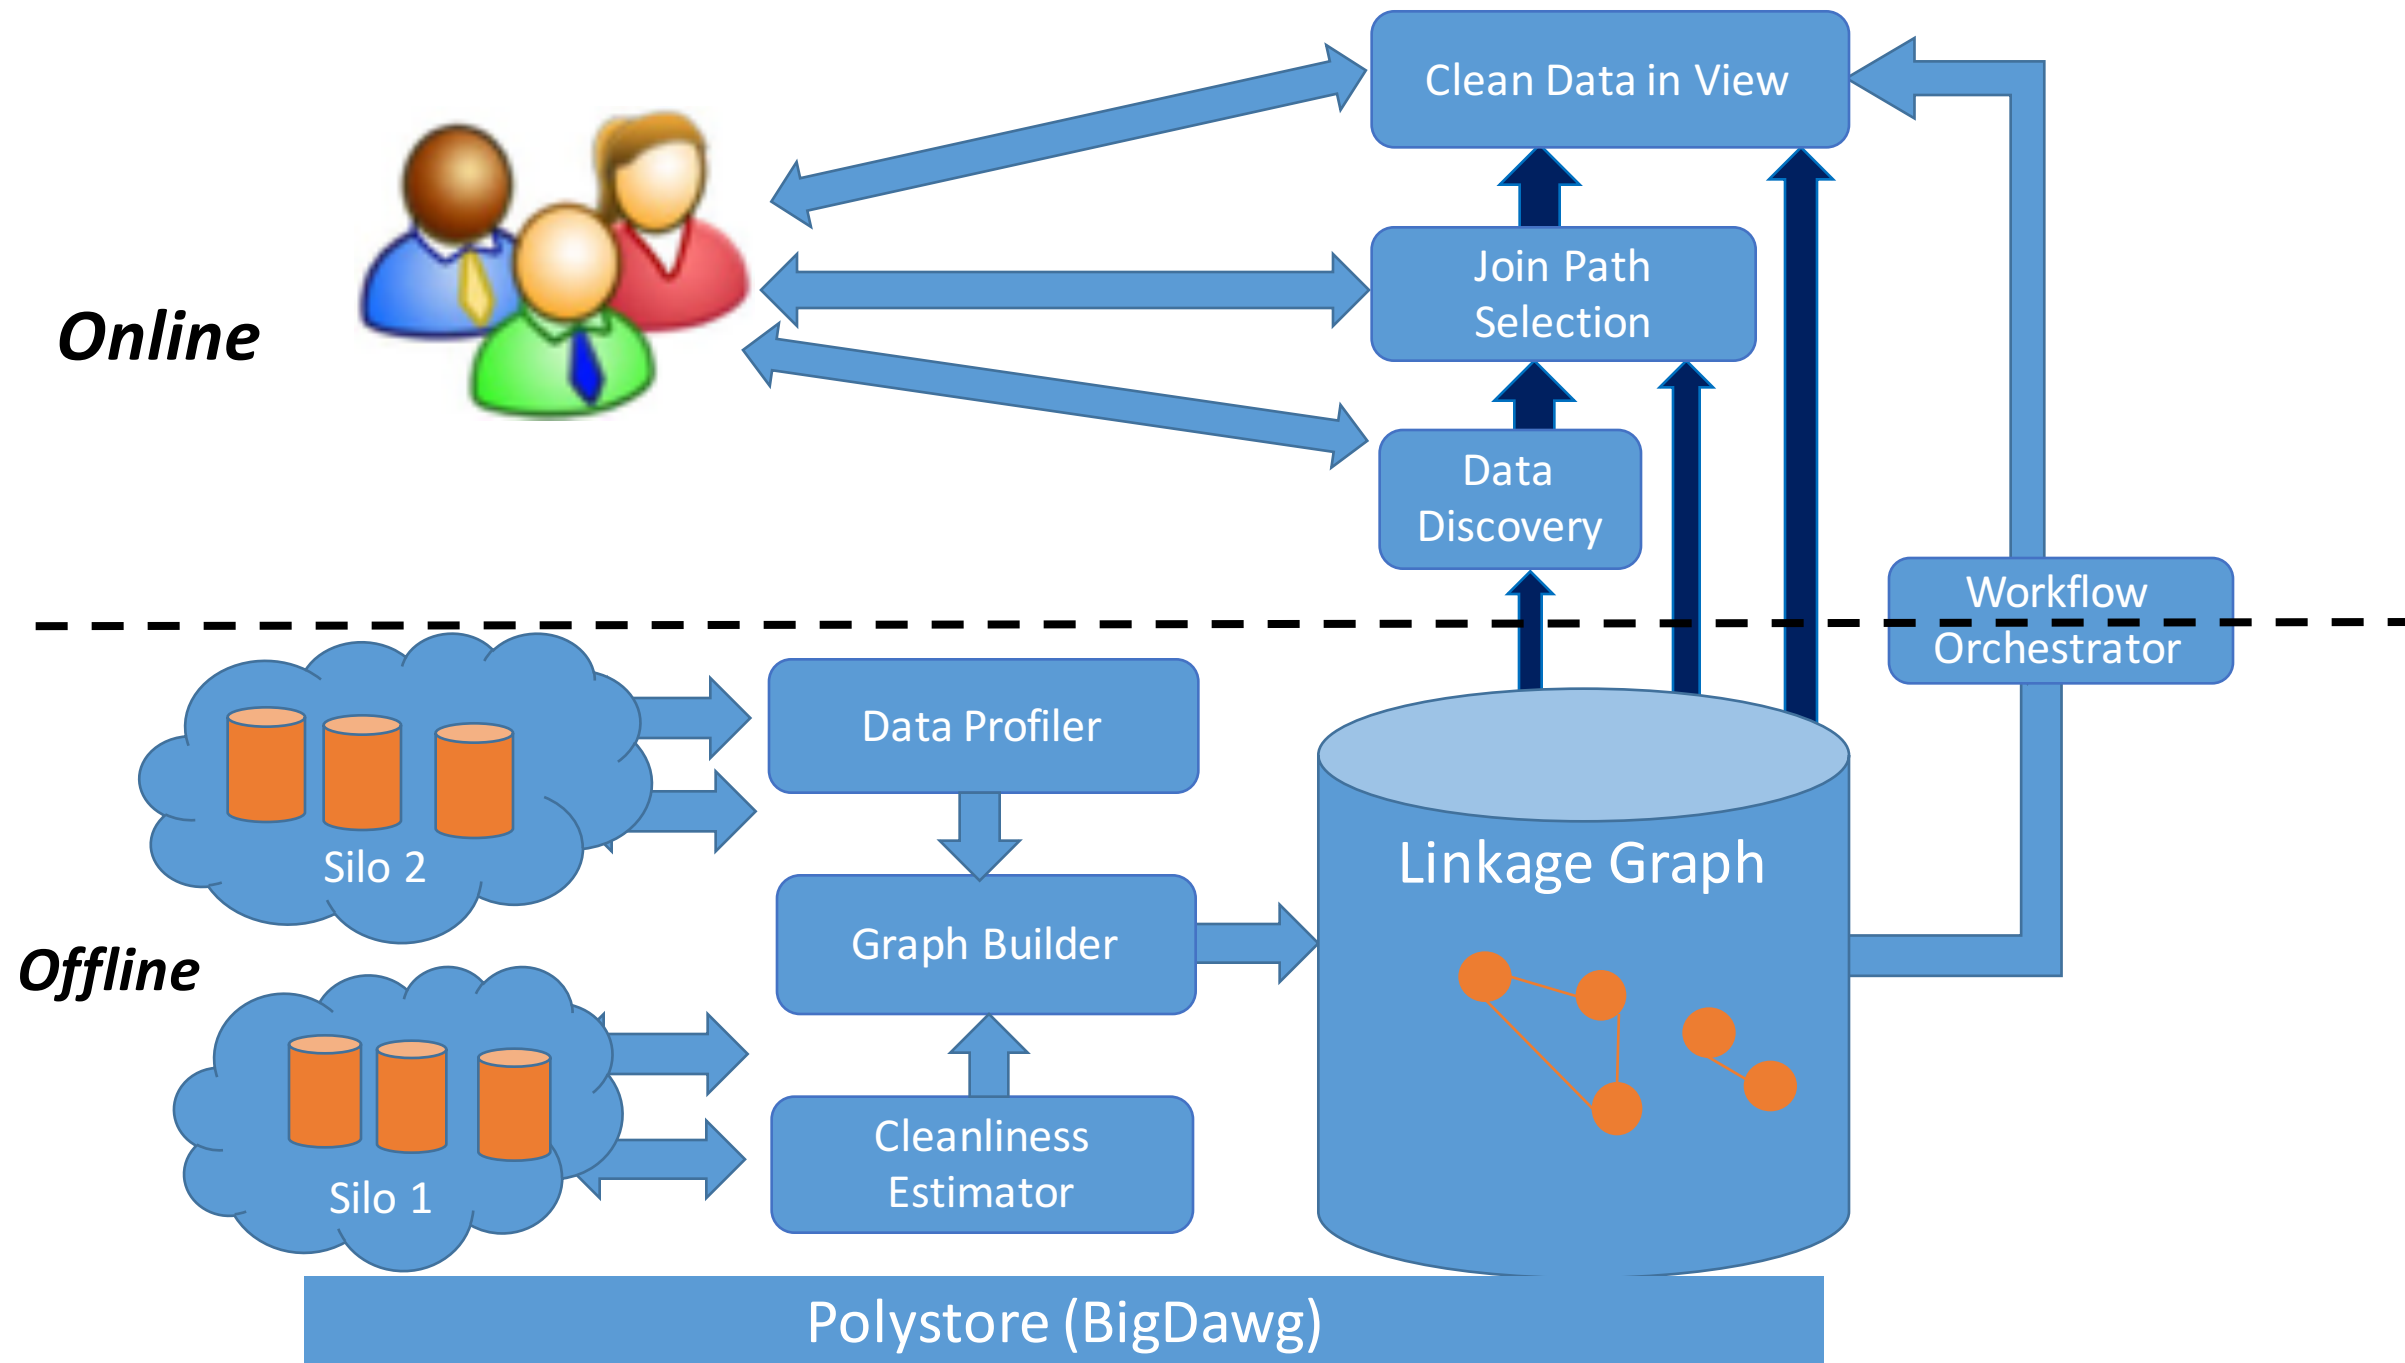 Clean Data in View
Join Path
Selection
Online
Data
Discovery
Workflow
Orchestrator
Data Profiler
Silo 2
Linkage Graph
Graph Builder
Offline
Cleanliness
Estimator
Silo 1
Polystore (BigDawg)